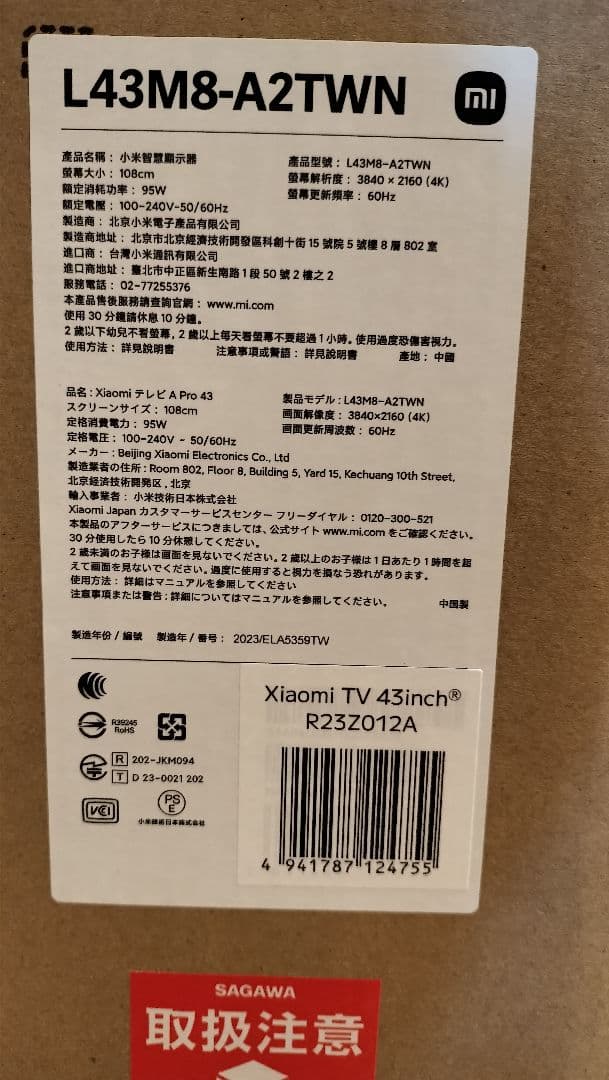 L43M8-A2TWN
產品名稱：小米智慧顯示器
產品型號：L43M8-A2TWN
螢幕大小：108cm
螢幕解析度：3840 × 2160 (4K)
額定消耗功率：95W
螢幕更新頻率：60Hz
額定電壓：100-240V~50/60Hz
製造商：北京小米電子產品有限公司
製造商地址：北京市北京經濟技術開發區科創十街 15 號院 5 號樓 8 層 802 室
進口商：台灣小米通訊有限公司
進口商地址：臺北市中正區新生南路 1 段 50 號 2 樓之 2
服務電話：02-77255376
本產品售後服務請查詢官網：www.mi.com
使用 30 分鐘請休息 10 分鐘。
2 歲以下幼兒不看螢幕，2 歲以上每天看螢幕不要超過 1 小時。使用過度恐傷害視力。
使用方法：詳見說明書 注意事項或警語：詳見說明書 產地：中國
品名：Xiaomi テレビ A Pro 43
製品モデル：L43M8-A2TWN
スクリーンサイズ：108cm
画面解像度：3840×2160 (4K)
定格消費電力：95W
画面更新周波数：60Hz
定格電圧：100-240V ~ 50/60Hz
メーカー：Beijing Xiaomi Electronics Co., Ltd
製造業者の住所：Room 802, Floor 8, Building 5, Yard 15, Kechuang 10th Street,
北京経済技術開発区，北京
輸入事業者：小米技術日本株式会社
Xiaomi Japan カスタマーサービスセンター フリーダイヤル：0120-300-521
本製品のアフターサービスにつきましては、公式サイト www.mi.com をご確認ください。
30 分使用したら 10 分休憩してください。
2 歳未満のお子様は画面を見ないでください。2 歳以上のお子様は 1 日あたり 1 時間を超
えて画面を見ないでください。過度に使用すると視力を損なう恐れがあります。
使用方法：詳細はマニュアルを参照してください
注意事項または警告：詳細についてはマニュアルを参照してください。 中国製
製造年份 / 編號 製造年 / 番号：2023/ELA5359TW
Xiaomi TV 43inch®
R23Z012A
R39245
RoHS
R 202-JKM094
T D 23-0021 202
VCCI
PS
E
小米技術日本株式会社
4 941787 124755
SAGAWA
取扱注意